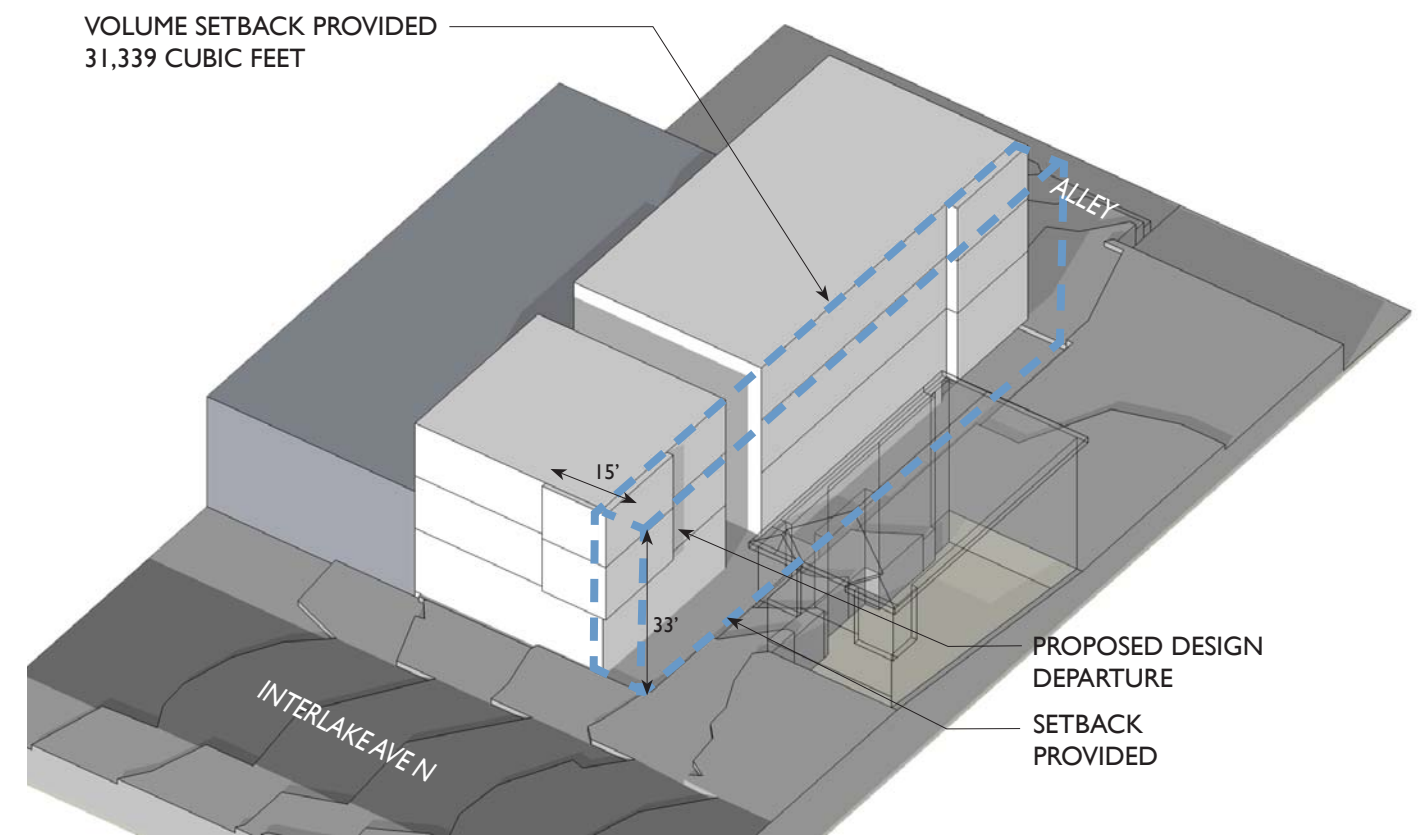 VOLUME SETBACK PROVIDED
31,339 CUBIC FEET
ALLEY
15’
33’
PROPOSED DESIGN
DEPARTURE
SETBACK
PROVIDED
INTERLAKE AVE N